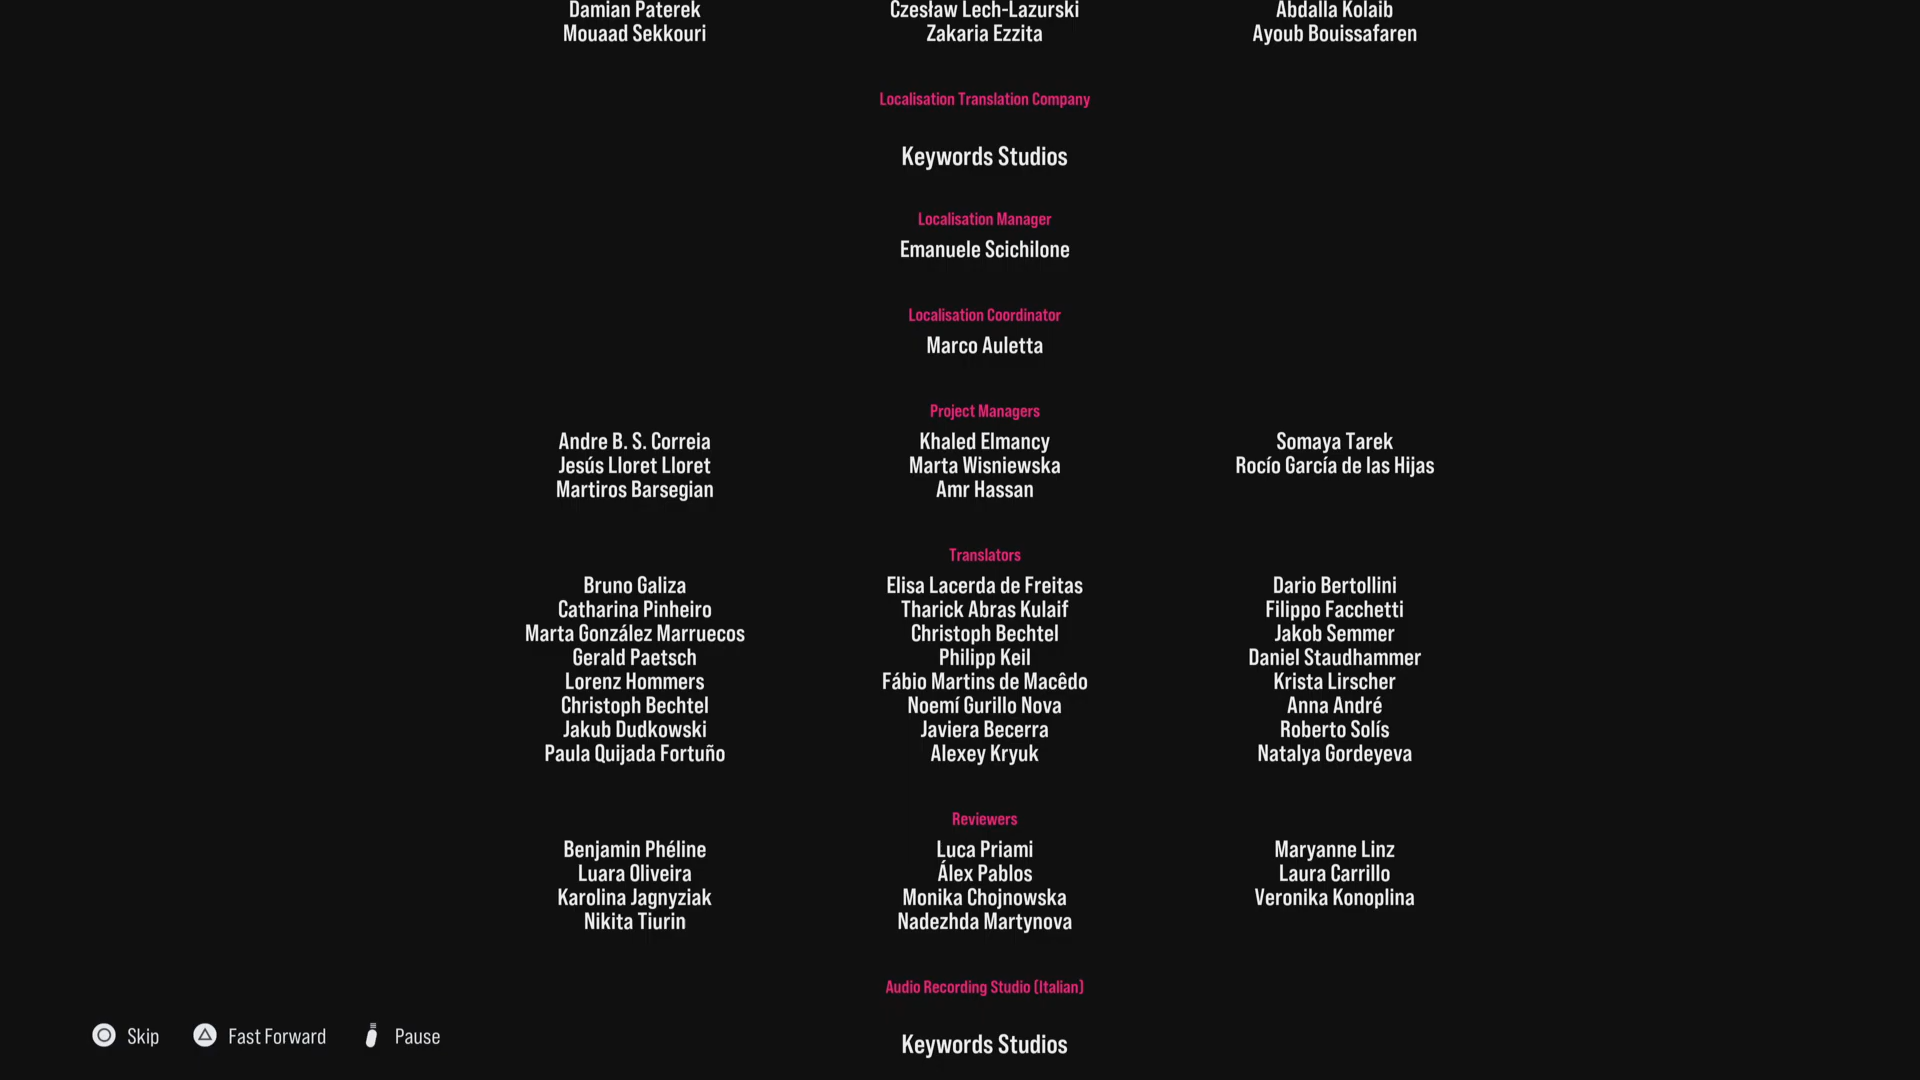 Damian Paterek Czesław Lech-Lazurski Abdalla Kolaib
Mouaad Sekkouri Zakaria Ezzita Ayoub Bouissafaren
Localisation Translation Company
Keywords Studios
Localisation Manager
Emanuele Scichilone
Localisation Coordinator
Marco Auletta
Project Managers
Andre B. S. Correia Khaled Elmancy Somaya Tarek
Jesús Lloret Lloret Marta Wisniewska Rocío García de las Hijas
Martiros Barsegian Amr Hassan
Translators
Bruno Galiza Elisa Lacerda de Freitas Dario Bertollini
Catharina Pinheiro Tharick Abras Kulaif Filippo Facchetti
Marta González Marruecos Christoph Bechtel Jakob Semmer
Gerald Paetsch Philipp Keil Daniel Staudhammer
Lorenz Hommers Fábio Martins de Macêdo Krista Lirscher
Christoph Bechtel Noemí Gurillo Nova Anna André
Jakub Dudkowski Javiera Becerra Roberto Solís
Paula Quijada Fortuño Alexey Kryuk Natalya Gordeyeva
Reviewers
Benjamin Phéline Luca Priami Maryanne Linz
Luara Oliveira Álex Pablos Laura Carrillo
Karolina Jagnyziak Monika Chojnowska Veronika Konoplina
Nikita Tiurin Nadezhda Martynova
Audio Recording Studio (Italian)
Keywords Studios
Skip Fast Forward Pause